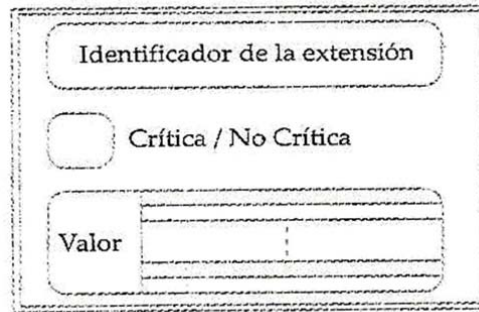 Identificador de la extensión
Crítica / No Crítica
Valor